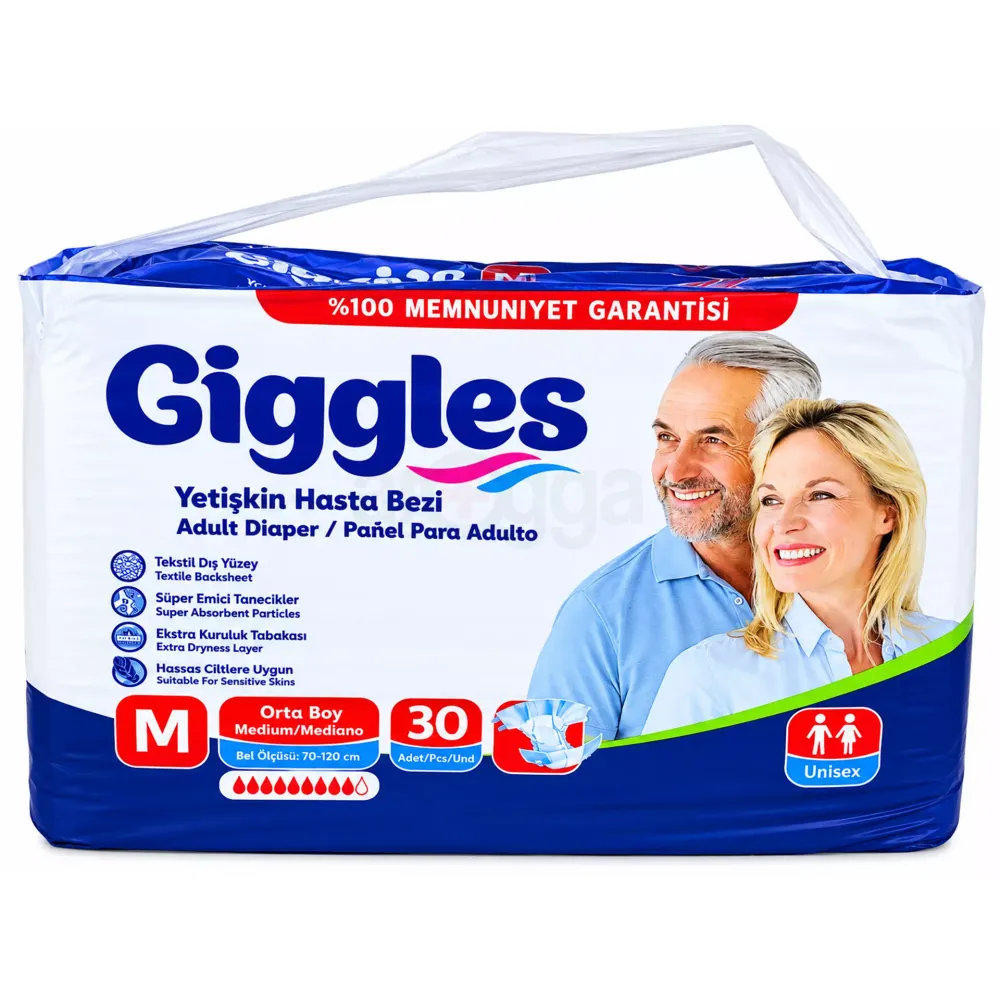 %100 MEMNUNIYET GARANTİSİ
Giggles
Yetişkin Hasta Bezi
Adult Diaper / Pañel Para Adulto
Tekstil Dış Yüzey
Textile Backsheet
Süper Emici Tanecikler
Super Absorbent Particles
Ekstra Kuruluk Tabakası
Extra Dryness Layer
Hassas Ciltlere Uygun
Suitable For Sensitive Skins
M
Orta Boy
Medium/Mediano
Bel Ölçüsü: 70-120 cm
30
Adet/Pcs/Und
Unisex